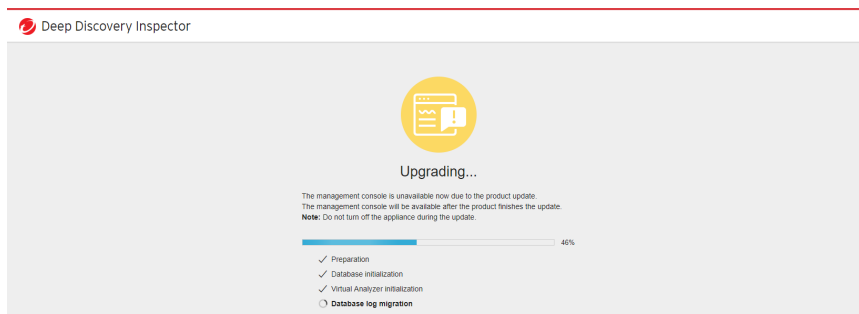 Deep Discovery Inspector
Upgrading...
The management console is unavailable now due to the product update.
The management console will be available after the product finishes the update.
Note: Do not turn off the appliance during the update.
46%
Preparation
Database initialization
Virtual Analyzer initialization
Database log migration